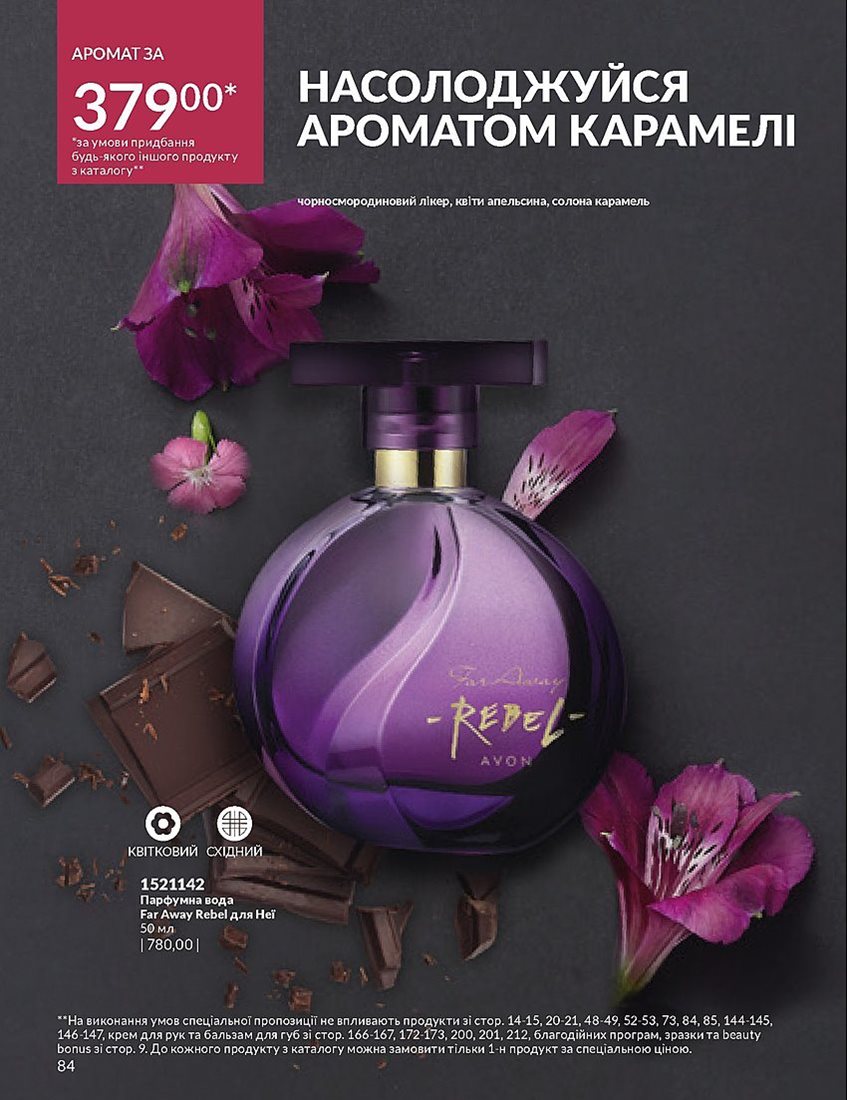 АРОМАТ ЗА
379⁰⁰*
*за умови придбання
будь-якого іншого продукту
з каталогу**
НАСОЛОДЖУЙСЯ
АРОМАТОМ КАРАМЕЛІ
чорносмородиновий лікер, квіти апельсина, солона карамель
Far Away
-REBEL-
AVON
КВІТКОВИЙ СХІДНИЙ
1521142
Парфумна вода
Far Away Rebel для Неї
50 мл
| 780,00 |
**На виконання умов спеціальної пропозиції не впливають продукти зі стор. 14-15, 20-21, 48-49, 52-53, 73, 84, 85, 144-145,
146-147, крем для рук та бальзам для губ зі стор. 166-167, 172-173, 200, 201, 212, благодійних програм, зразки та beauty
bonus зі стор. 9. До кожного продукту з каталогу можна замовити тільки 1-н продукт за спеціальною ціною.
84